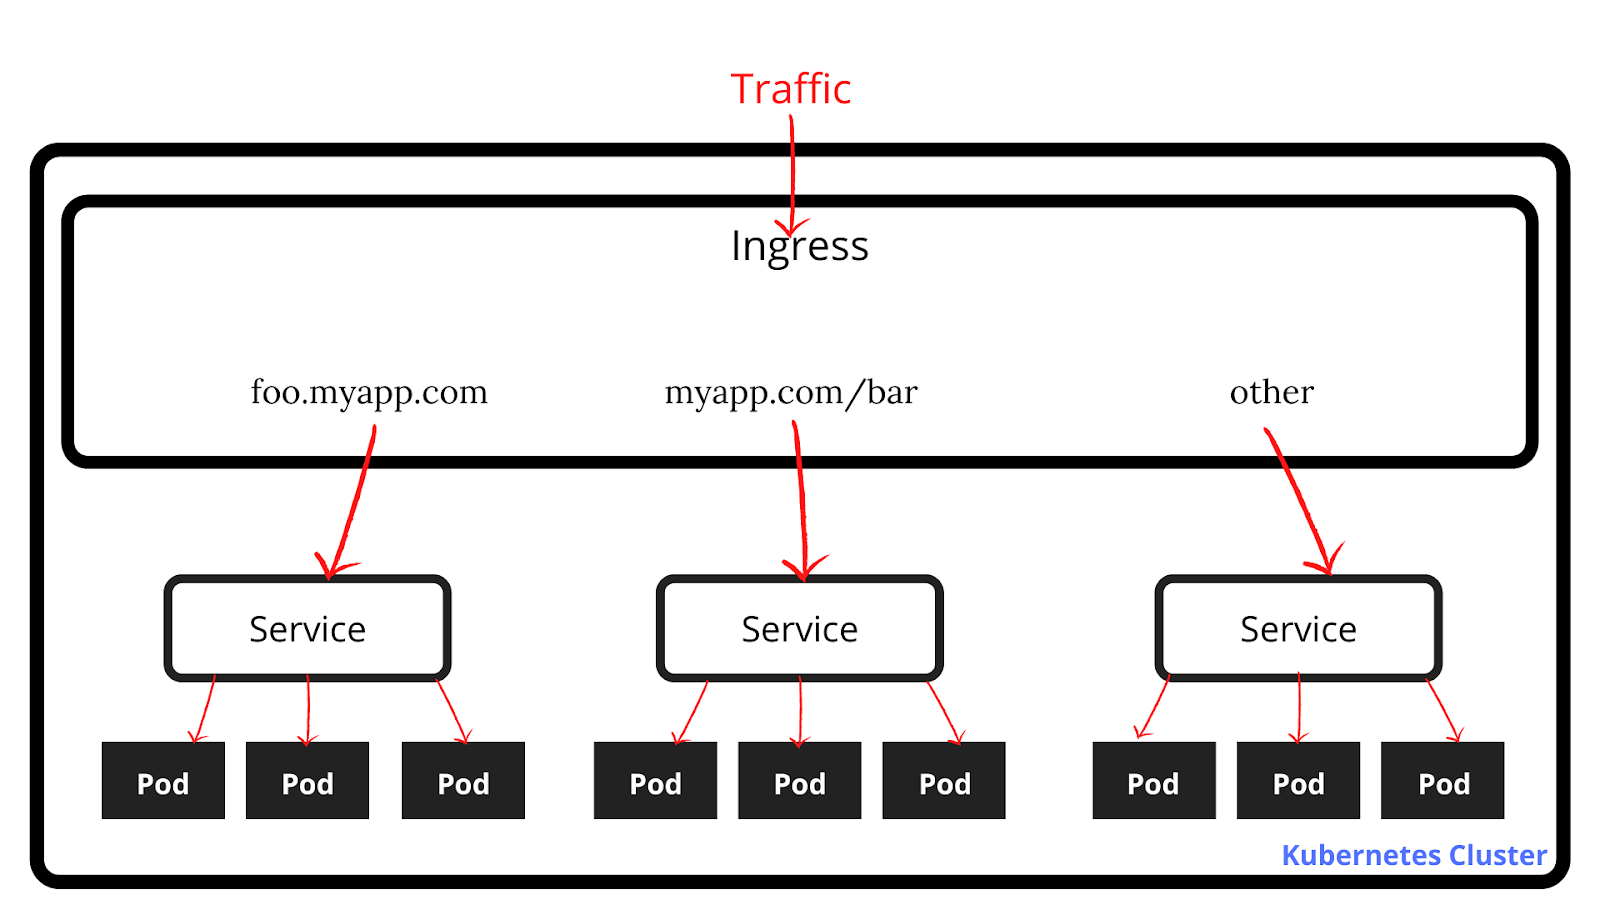 Traffic
Ingress
foo.myapp.com
myapp.com/bar
other
Service
Service
Service
Pod
Pod
Pod
Pod
Pod
Pod
Pod
Pod
Pod
Kubernetes Cluster